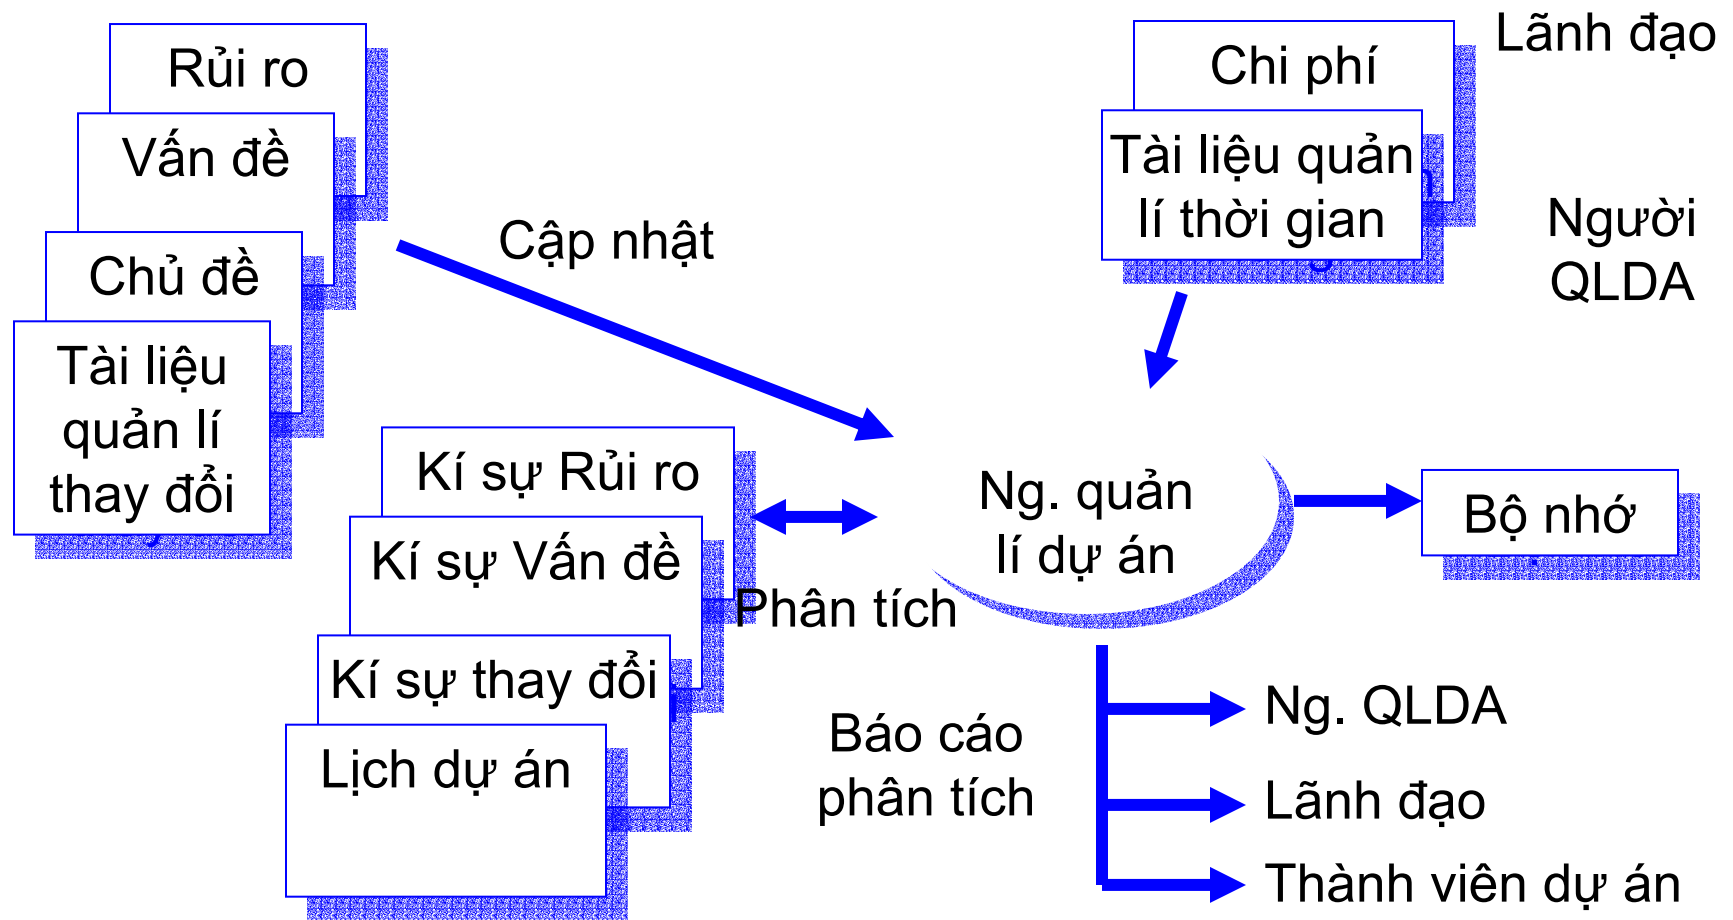 Rủi ro
Vấn đề
Chủ đề
Tài liệu
quản lí
thay đổi
Cập nhật
Chi phí
Tài liệu quản
lí thời gian
Lãnh đạo
Người
QLDA
Kí sự Rủi ro
Kí sự Vấn đề
Kí sự thay đổi
Lịch dự án
Phân tích
Ng. quản
lí dự án
Bộ nhớ
Báo cáo
phân tích
Ng. QLDA
Lãnh đạo
Thành viên dự án